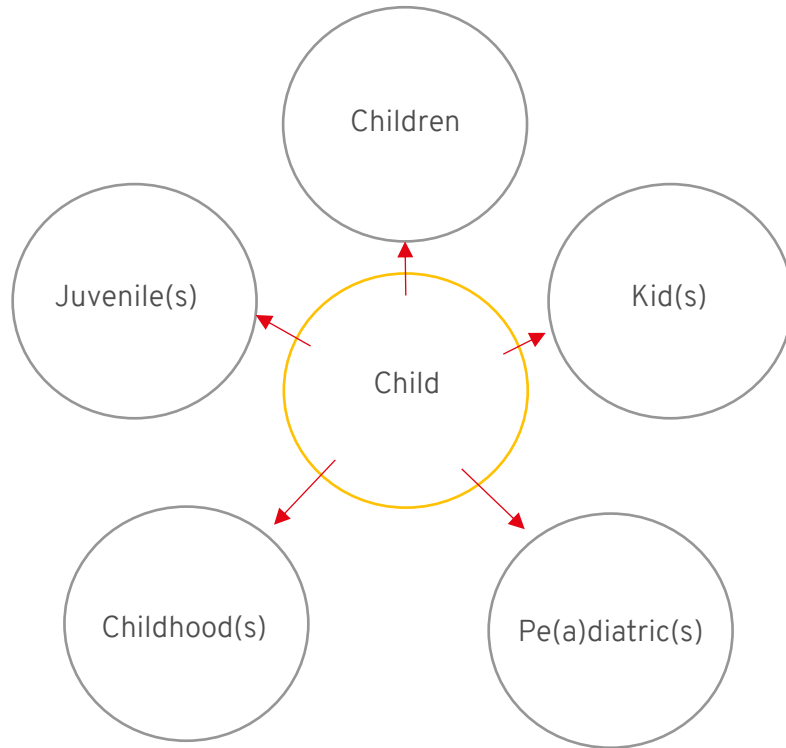 Children
Juvenile(s)
Kid(s)
Child
Childhood(s)
Pe(a)diatric(s)